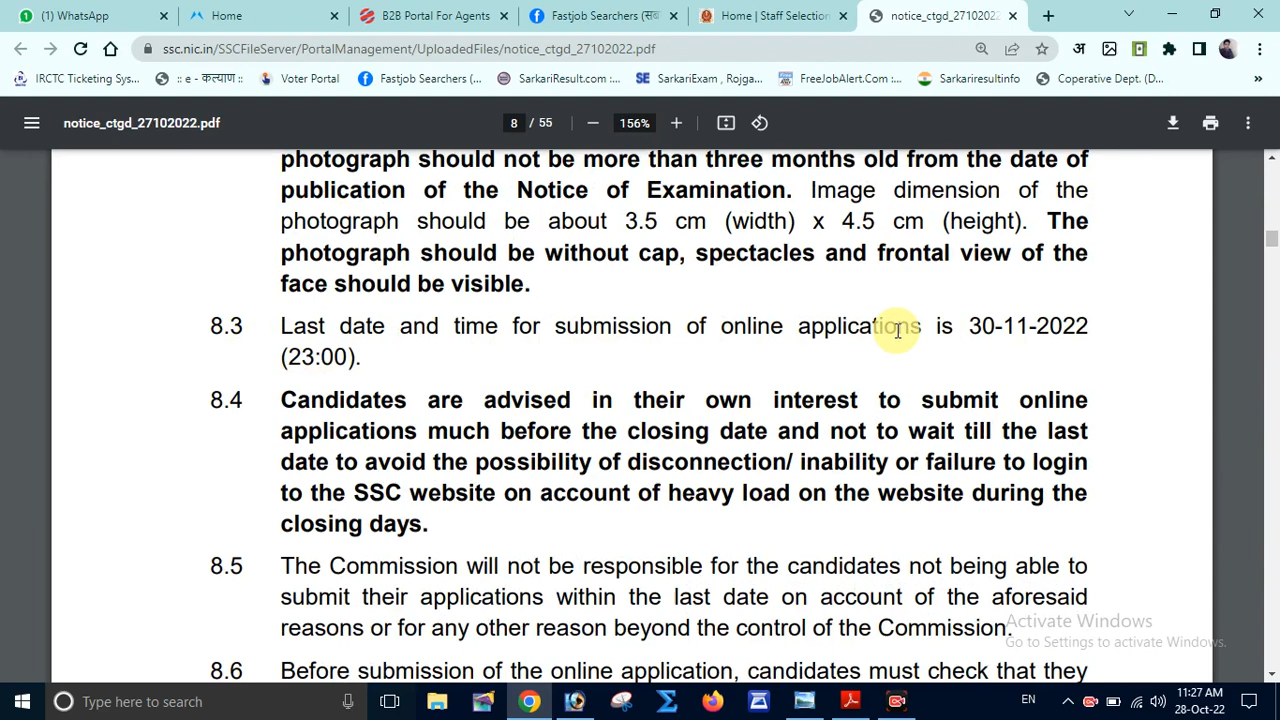 (1) WhatsApp
Home
B2B Portal For Agents
Fastjob Searchers (सब
Home | Staff Selection
notice_ctgd_27102022.pdf
ssc.nic.in/SSCFileServer/PortalManagement/UploadedFiles/notice_ctgd_27102022.pdf
अ
IRCTC Ticketing Sys...
:: e - कल्याण ::
Voter Portal
Fastjob Searchers (...
SarkariResult.com :...
SE
SarkariExam , Rojga...
FreeJobAlert.Com :...
Sarkaresultinfo
Coperative Dept. (D...
»
notice_ctgd_27102022.pdf
8 / 55
156%
photograph should not be more than three months old from the date of
publication of the Notice of Examination. Image dimension of the
photograph should be about 3.5 cm (width) x 4.5 cm (height). The
photograph should be without cap, spectacles and frontal view of the
face should be visible.
8.3 Last date and time for submission of online applications is 30-11-2022
(23:00).
8.4 Candidates are advised in their own interest to submit online
applications much before the closing date and not to wait till the last
date to avoid the possibility of disconnection/ inability or failure to login
to the SSC website on account of heavy load on the website during the
closing days.
8.5 The Commission will not be responsible for the candidates not being able to
submit their applications within the last date on account of the aforesaid
reasons or for any other reason beyond the control of the Commission.
Activate Windows
Go to Settings to activate Windows.
8.6 Before submission of the online application, candidates must check that they
Type here to search
EN
11:27 AM
28-Oct-22